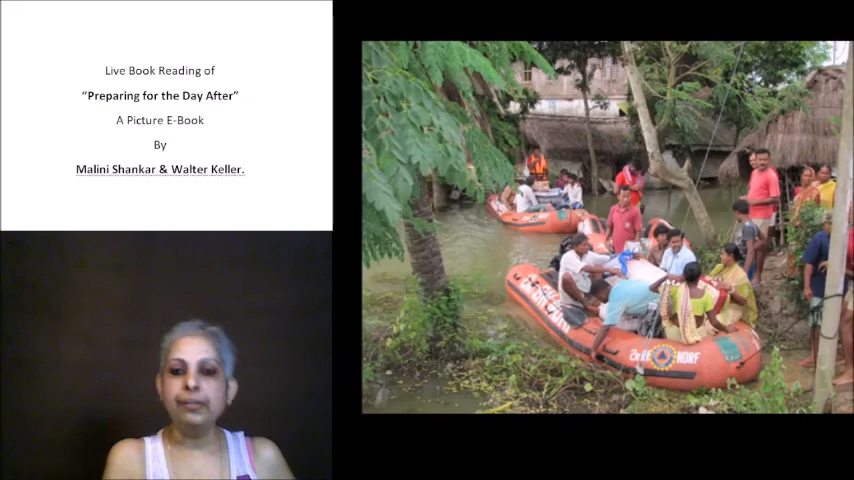 Live Book Reading of
“Preparing for the Day After”
A Picture E-Book
By
Malini Shankar & Walter Keller.
NDRF